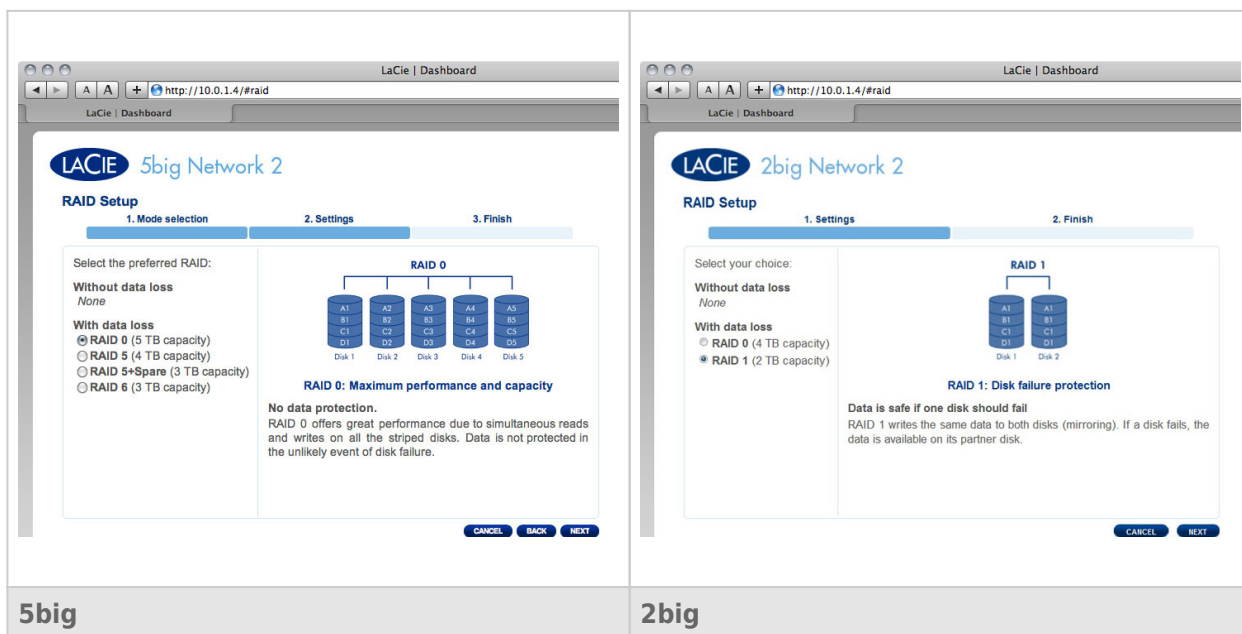 LaCie | Dashboard
A A + http://10.0.1.4/#raid
LaCie | Dashboard
LACIE 5big Network 2
RAID Setup
1. Mode selection 2. Settings 3. Finish
Select the preferred RAID:
Without data loss
None
With data loss
RAID 0 (5 TB capacity)
RAID 5 (4 TB capacity)
RAID 5+Spare (3 TB capacity)
RAID 6 (3 TB capacity)
RAID 0
A1 A2 A3 A4 A5
B1 B2 B3 B4 B5
C1 C2 C3 C4 C5
D1 D2 D3 D4 D5
Disk 1 Disk 2 Disk 3 Disk 4 Disk 5
RAID 0: Maximum performance and capacity
No data protection.
RAID 0 offers great performance due to simultaneous reads
and writes on all the striped disks. Data is not protected in
the unlikely event of disk failure.
CANCEL BACK NEXT
5big
LaCie | Dashboard
A A + http://10.0.1.4/#raid
LaCie | Dashboard
LACIE 2big Network 2
RAID Setup
1. Settings 2. Finish
Select your choice:
Without data loss
None
With data loss
RAID 0 (4 TB capacity)
RAID 1 (2 TB capacity)
RAID 1
A1 A1
B1 B1
C1 C1
D1 D1
Disk 1 Disk 2
RAID 1: Disk failure protection
Data is safe if one disk should fail
RAID 1 writes the same data to both disks (mirroring). If a disk fails, the
data is available on its partner disk.
CANCEL NEXT
2big